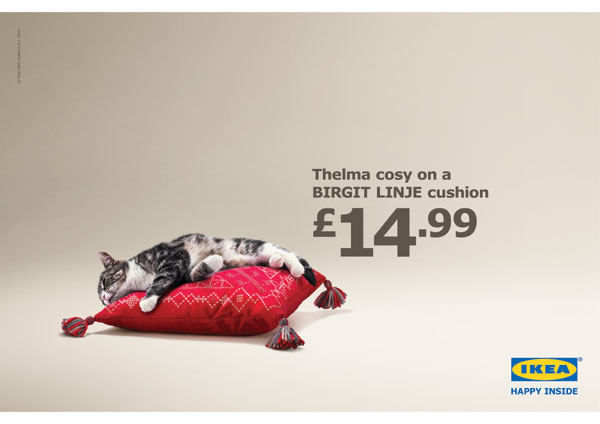 Thelma cosy on a
BIRGIT LINJE cushion
£14.99
IKEA®
HAPPY INSIDE